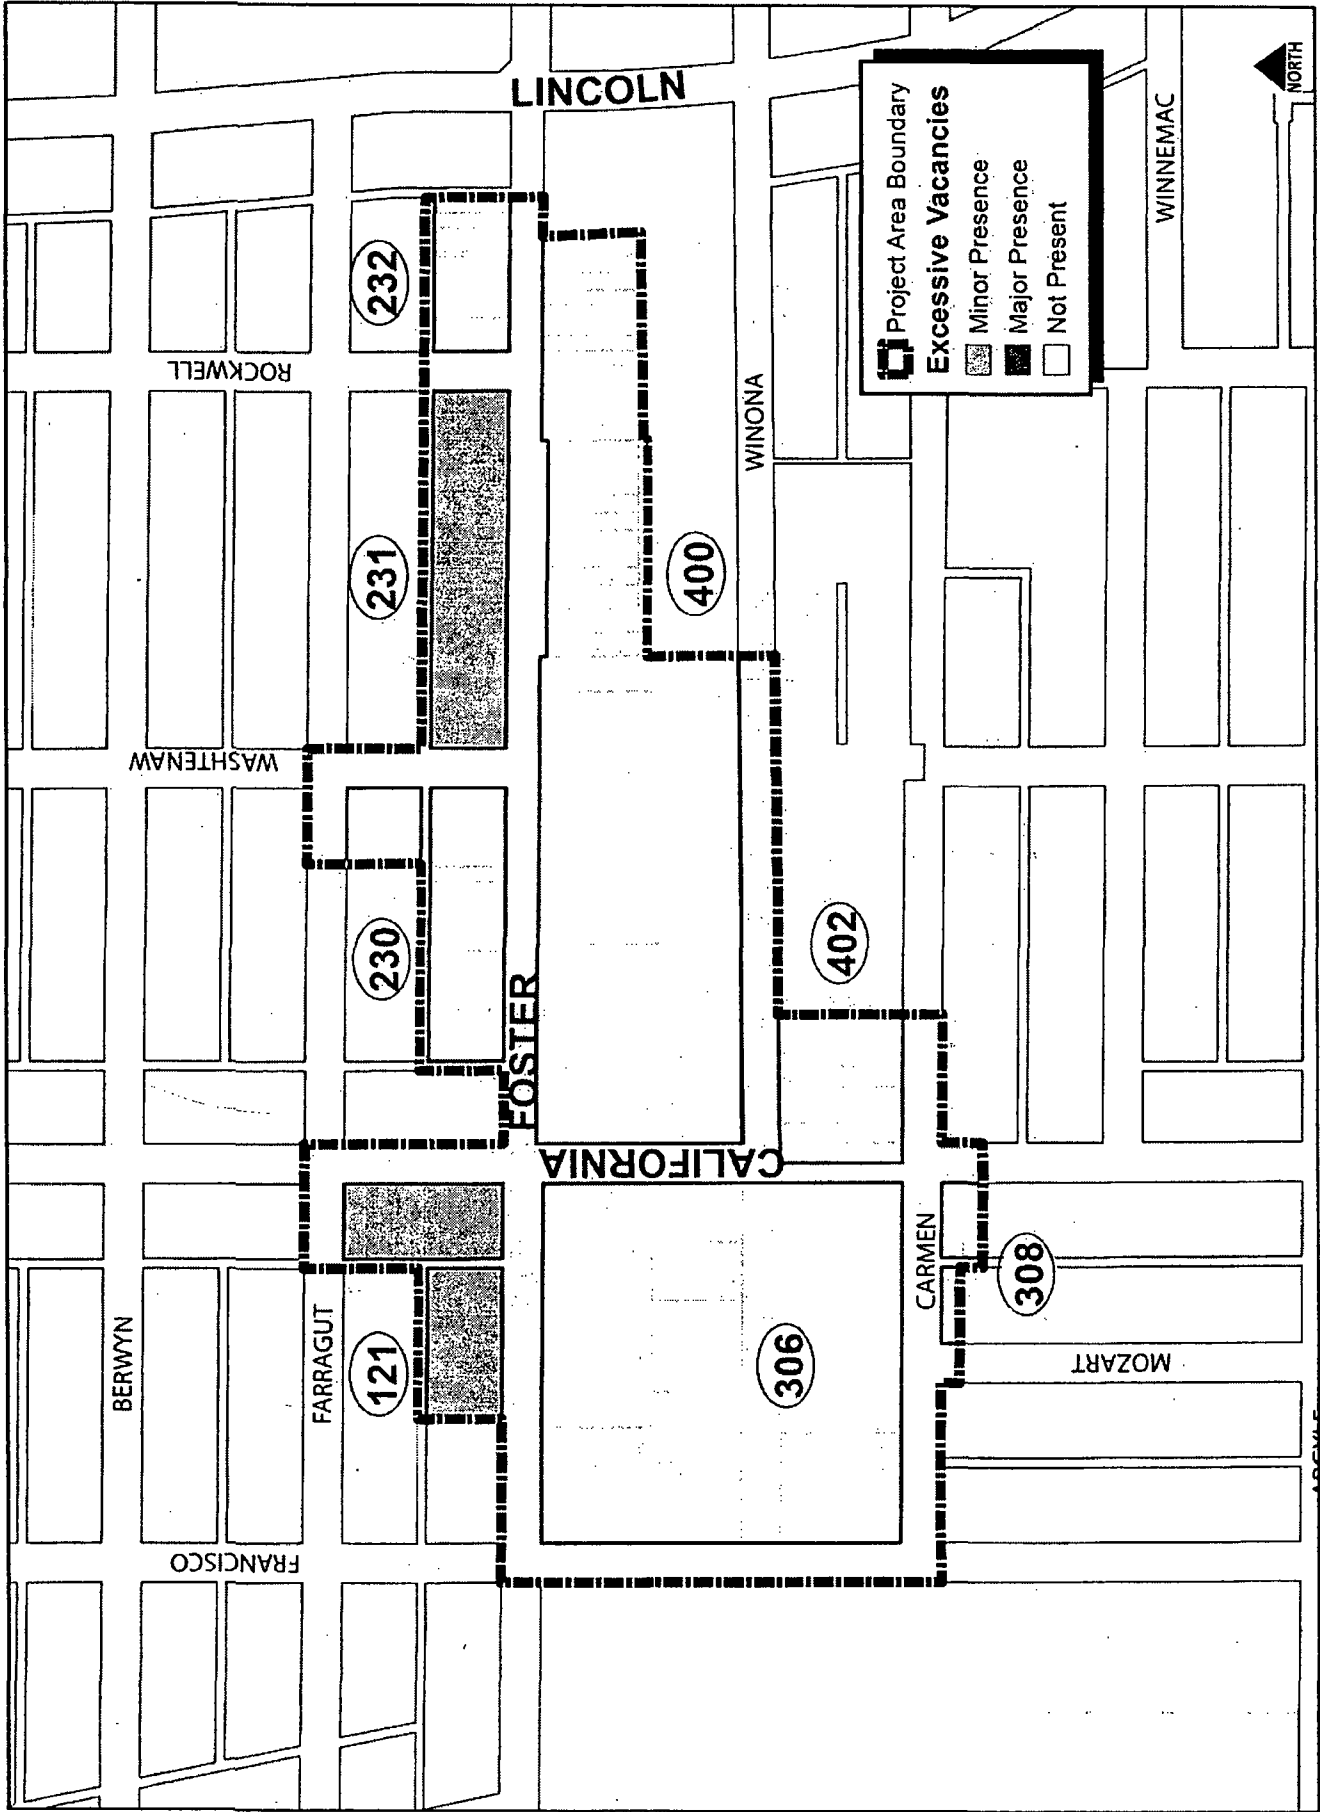 LINCOLN
Project Area Boundary
Excessive Vacancies
Minor Presence
Major Presence
Not Present
NORTH
WINNEMAC
232
ROCKWELL
WINONA
231
400
WASHTENAW
230
402
FOSTER
CALIFORNIA
CARMEN
308
BERWYN
FARRAGUT
121
306
MOZART
FRANCISCO